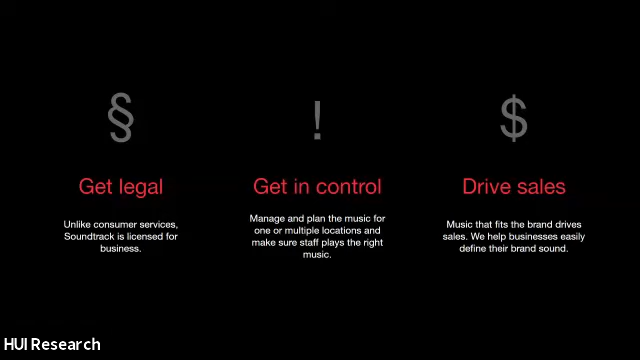 §
!
$
Get legal
Get in control
Drive sales
Unlike consumer services,
Soundtrack is licensed for
business.
Manage and plan the music for
one or multiple locations and
make sure staff plays the right
music.
Music that fits the brand drives
sales. We help businesses easily
define their brand sound.
HUI Research